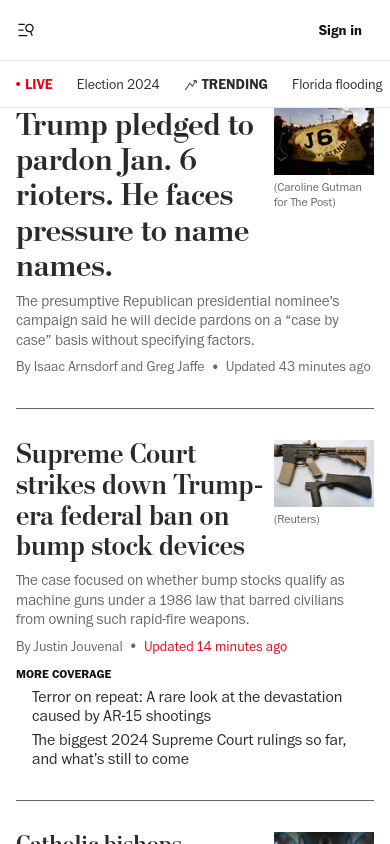 Sign in
• LIVE Election 2024 TRENDING Florida flooding
Trump pledged to
pardon Jan. 6
rioters. He faces
pressure to name
names.
J6
(Caroline Gutman
for The Post)
The presumptive Republican presidential nominee’s
campaign said he will decide pardons on a “case by
case” basis without specifying factors.
By Isaac Arnsdorf and Greg Jaffe • Updated 43 minutes ago
Supreme Court
strikes down Trump-
era federal ban on
bump stock devices
(Reuters)
The case focused on whether bump stocks qualify as
machine guns under a 1986 law that barred civilians
from owning such rapid-fire weapons.
By Justin Jouvenal • Updated 14 minutes ago
MORE COVERAGE
Terror on repeat: A rare look at the devastation
caused by AR-15 shootings
The biggest 2024 Supreme Court rulings so far,
and what’s still to come
Catholic bishops